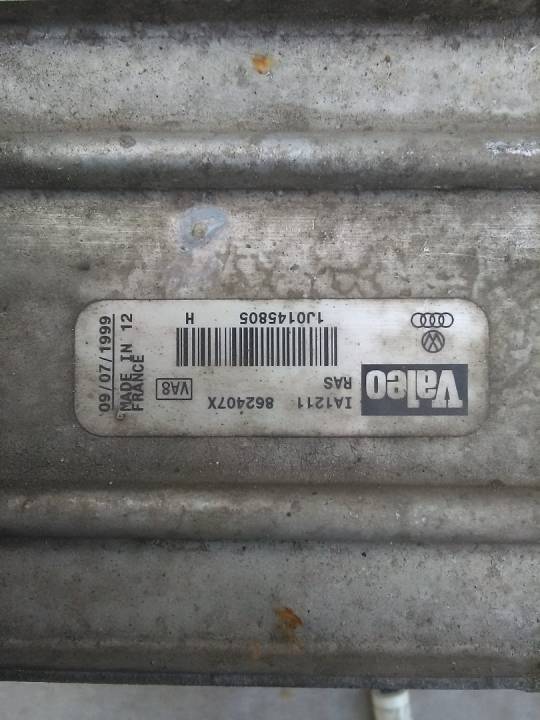 Valeo
IA1211 862407X
RAS
VA8
1J0145805 H
09/07/1999
MADE IN 12
FRANCE